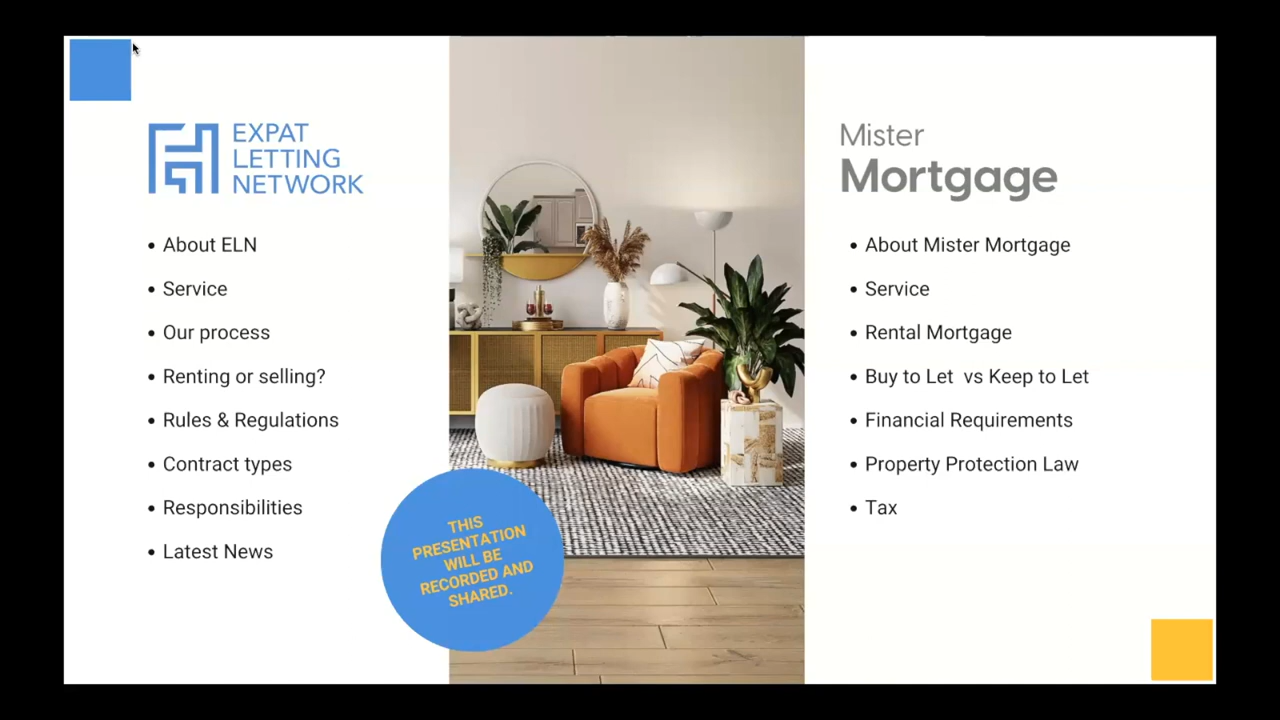 EXPAT
LETTING
NETWORK
• About ELN
• Service
• Our process
• Renting or selling?
• Rules & Regulations
• Contract types
• Responsibilities
• Latest News
THIS
PRESENTATION
WILL BE
RECORDED AND
SHARED.
Mister
Mortgage
• About Mister Mortgage
• Service
• Rental Mortgage
• Buy to Let vs Keep to Let
• Financial Requirements
• Property Protection Law
• Tax